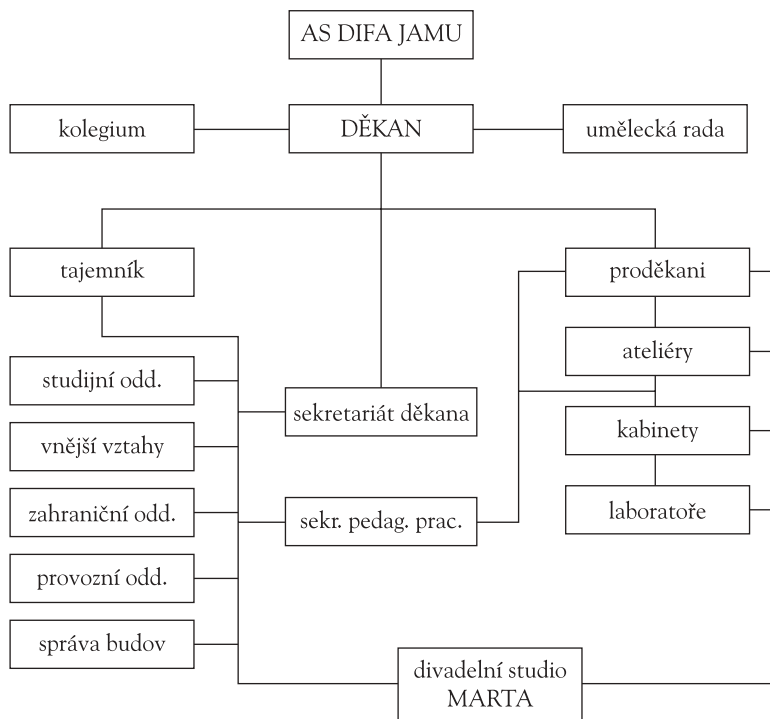 AS DIFA JAMU
kolegium
DĚKAN
umělecká rada
tajemník
proděkani
ateliéry
studijní odd.
sekretariát děkana
vnější vztahy
kabinety
zahraniční odd.
sekr. pedag. prac.
laboratoře
provozní odd.
správa budov
divadelní studio
MARTA